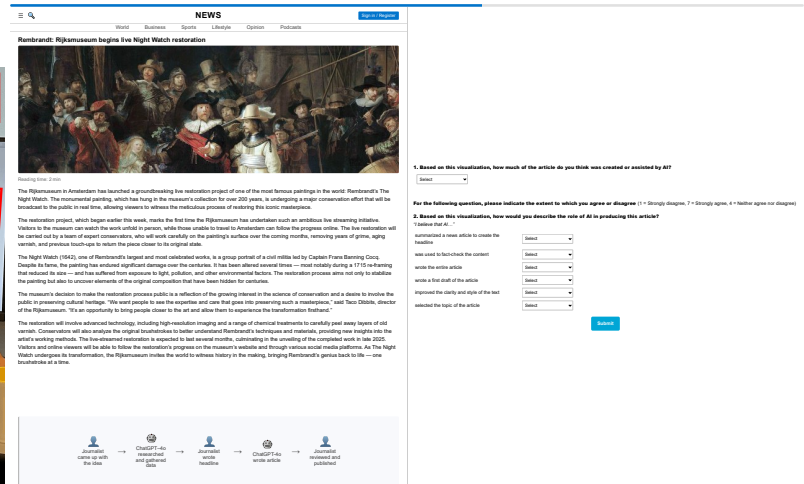 NEWS
Sign in / Register
World Business Sports Lifestyle Opinion Podcasts
Rembrandt: Rijksmuseum begins live Night Watch restoration
Reading time: 2 min
The Rijksmuseum in Amsterdam has launched a groundbreaking live restoration project of one of the most famous paintings in the world: Rembrandt's The
Night Watch. The monumental painting, which has hung in the museum's collection for over 200 years, is undergoing a major conservation effort that will be
broadcast to the public in real time, allowing viewers to witness the meticulous process of restoring this iconic masterpiece.
The restoration project, which began earlier this week, marks the first time the Rijksmuseum has undertaken such an ambitious live streaming initiative.
Visitors to the museum can watch the work unfold in person, while those unable to travel to Amsterdam can follow the progress online. The live restoration will
be carried out by a team of expert conservators, who will work carefully on the painting's surface over the coming months, removing years of grime, aging
varnish, and previous touch-ups to return the piece closer to its original state.
The Night Watch (1642), one of Rembrandt's largest and most celebrated works, is a group portrait of a civil militia led by Captain Frans Banning Cocq.
Despite its fame, the painting has endured significant damage over the centuries. It has been altered several times — most notably during a 1715 re-framing
that reduced its size — and has suffered from exposure to light, pollution, and other environmental factors. The restoration process aims not only to stabilize
the painting but also to uncover elements of the original composition that have been hidden for centuries.
The museum's decision to make the restoration process public is a reflection of the growing interest in the science of conservation and a desire to involve the
public in preserving cultural heritage. "We want people to see the expertise and care that goes into preserving such a masterpiece," said Taco Dibbits, director
of the Rijksmuseum. "It's an opportunity to bring people closer to the art and allow them to experience the transformation firsthand."
The restoration will involve advanced technology, including high-resolution imaging and a range of chemical treatments to carefully peel away layers of old
varnish. Conservators will also analyze the original brushstrokes to better understand Rembrandt's techniques and materials, providing new insights into the
artist's working methods. The live-streamed restoration is expected to last several months, culminating in the unveiling of the completed work in late 2025.
Visitors and online viewers will be able to follow the restoration's progress on the museum's website and through various social media platforms. As The Night
Watch undergoes its transformation, the Rijksmuseum invites the world to witness history in the making, bringing Rembrandt's genius back to life — one
brushstroke at a time.
Journalist
came up with
the idea
→
ChatGPT-4o
researched
and gathered
data
→
Journalist
wrote
headline
→
ChatGPT-4o
wrote article
→
Journalist
reviewed and
published
1. Based on this visualization, how much of the article do you think was created or assisted by AI?
Select
For the following question, please indicate the extent to which you agree or disagree (1 = Strongly disagree, 7 = Strongly agree, 4 = Neither agree nor disagree)
2. Based on this visualization, how would you describe the role of AI in producing this article?
"I believe that AI..."
summarized a news article to create the
headline
Select
was used to fact-check the content
Select
wrote the entire article
Select
wrote a first draft of the article
Select
improved the clarity and style of the text
Select
selected the topic of the article
Select
Submit